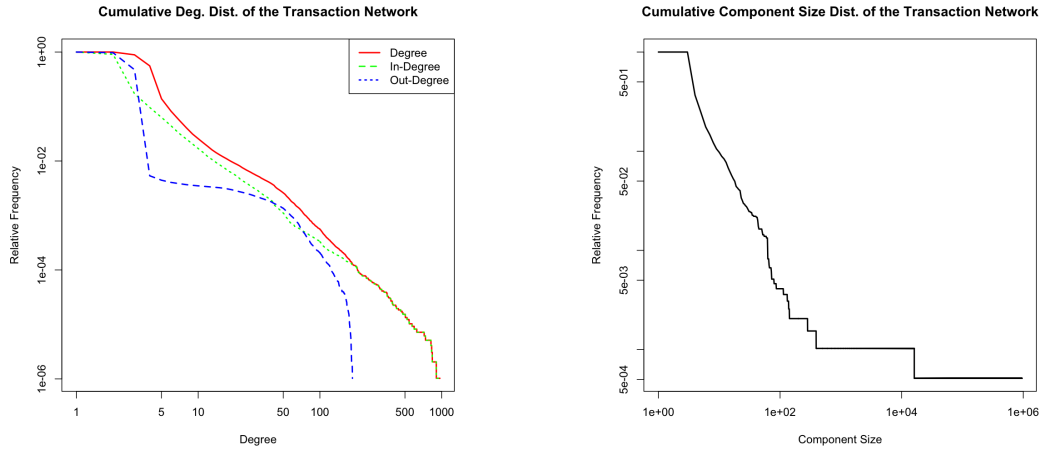 Cumulative Deg. Dist. of the Transaction Network
1e+00
1e-02
1e-04
1e-06
Relative Frequency
Degree
In-Degree
Out-Degree
1 5 10 50 100 500 1000
Degree
Cumulative Component Size Dist. of the Transaction Network
5e-01
5e-02
5e-03
5e-04
Relative Frequency
1e+00 1e+02 1e+04 1e+06
Component Size